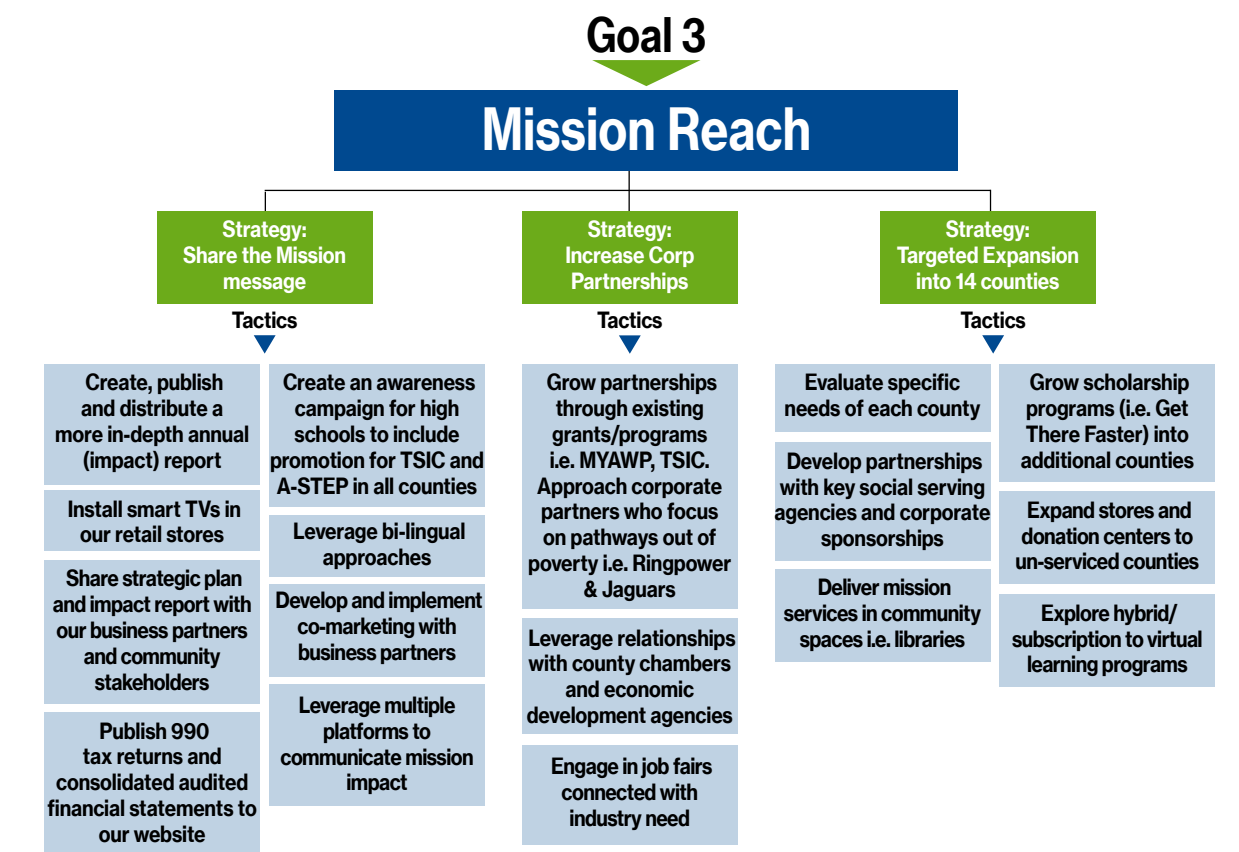 Goal 3
Mission Reach
Strategy:
Share the Mission
message
Tactics
Create, publish
and distribute a
more in-depth annual
(impact) report
Install smart TVs in
our retail stores
Share strategic plan
and impact report with
our business partners
and community
stakeholders
Publish 990
tax returns and
consolidated audited
financial statements to
our website
Create an awareness
campaign for high
schools to include
promotion for TSIC and
A-STEP in all counties
Leverage bi-lingual
approaches
Develop and implement
co-marketing with
business partners
Leverage multiple
platforms to
communicate mission
impact
Strategy:
Increase Corp
Partnerships
Tactics
Grow partnerships
through existing
grants/programs
i.e. MYAWP, TSIC.
Approach corporate
partners who focus
on pathways out of
poverty i.e. Ringpower
& Jaguars
Leverage relationships
with county chambers
and economic
development agencies
Engage in job fairs
connected with
industry need
Strategy:
Targeted Expansion
into 14 counties
Tactics
Evaluate specific
needs of each county
Develop partnerships
with key social serving
agencies and corporate
sponsorships
Deliver mission
services in community
spaces i.e. libraries
Grow scholarship
programs (i.e. Get
There Faster) into
additional counties
Expand stores and
donation centers to
un-serviced counties
Explore hybrid/
subscription to virtual
learning programs